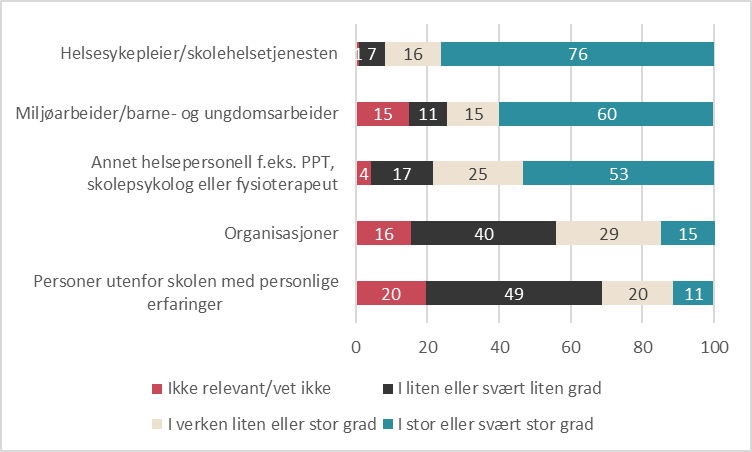 Helsesykepleier/skolehelsetjenesten
1 7 16 76
Miljøarbeider/barne- og ungdomsarbeider
15 11 15 60
Annet helsepersonell f.eks. PPT,
skolepsykolog eller fysioterapeut
4 17 25 53
Organisasjoner
16 40 29 15
Personer utenfor skolen med personlige
erfaringer
20 49 20 11
0 20 40 60 80 100
Ikke relevant/vet ikke
I liten eller svært liten grad
I verken liten eller stor grad
I stor eller svært stor grad